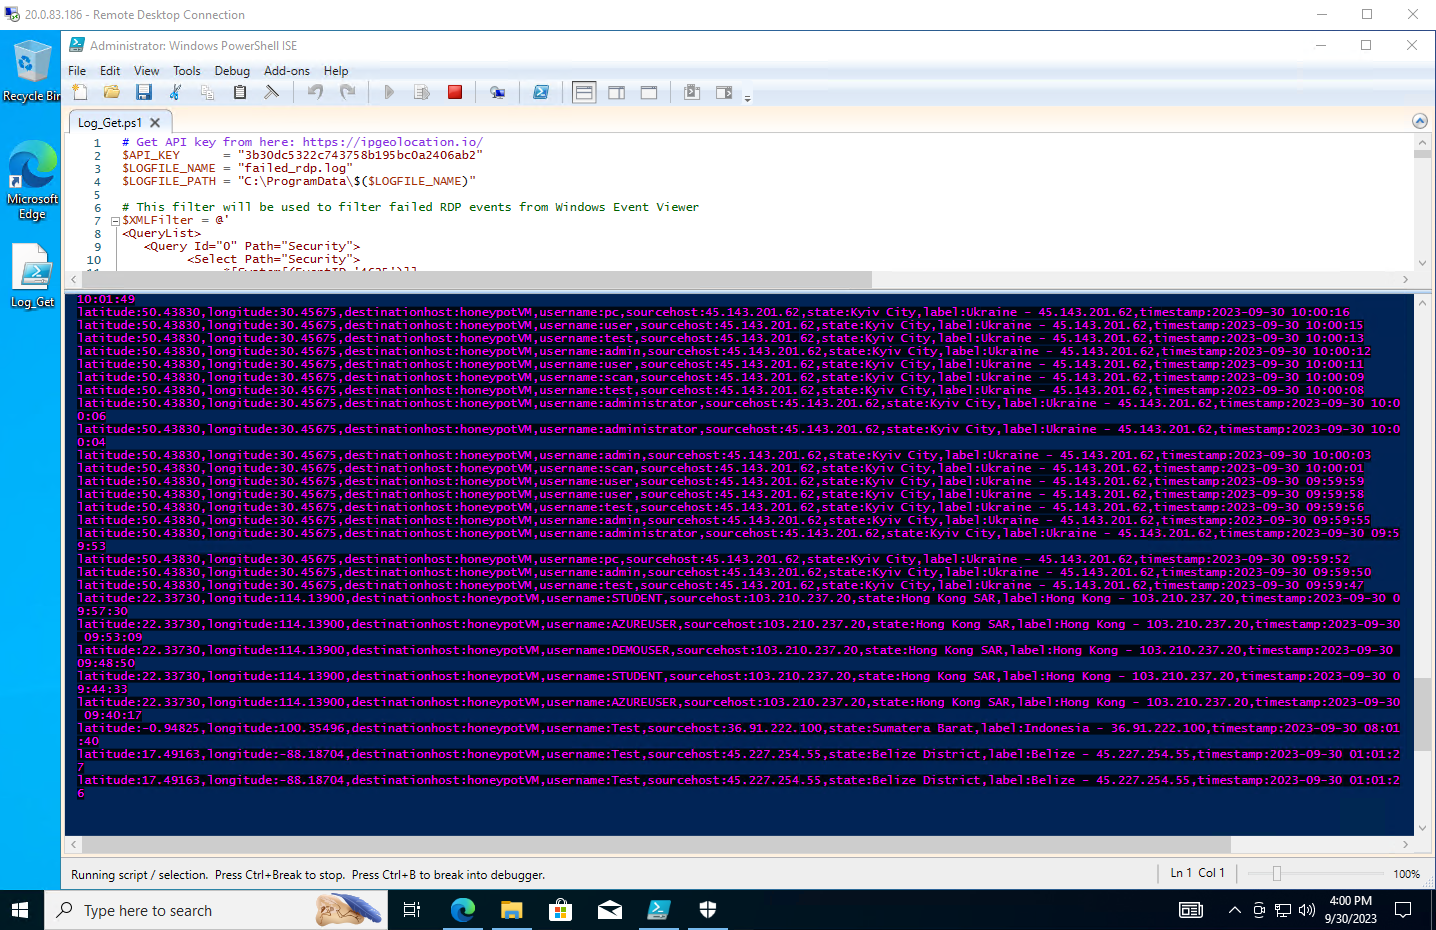 20.0.83.186 - Remote Desktop Connection
Recycle Bin
Microsoft
Edge
Log_Get
Administrator: Windows PowerShell ISE
File Edit View Tools Debug Add-ons Help
Log_Get.ps1
1 # Get API key from here: https://ipgeolocation.io/
2 $API_KEY = "3b30dc5322c743758b195bc0a2406ab2"
3 $LOGFILE_NAME = "failed_rdp.log"
4 $LOGFILE_PATH = "C:\ProgramData\$($LOGFILE_NAME)"
5
6 # This filter will be used to filter failed RDP events from Windows Event Viewer
7 $XMLFilter = @'
8 <QueryList>
9 <Query Id="0" Path="Security">
10 <Select Path="Security">
10:01:49
latitude:50.43830,longitude:30.45675,destinationhost:honeypotVM,username:pc,sourcehost:45.143.201.62,state:Kyiv City,label:Ukraine - 45.143.201.62,timestamp:2023-09-30 10:00:16
latitude:50.43830,longitude:30.45675,destinationhost:honeypotVM,username:user,sourcehost:45.143.201.62,state:Kyiv City,label:Ukraine - 45.143.201.62,timestamp:2023-09-30 10:00:15
latitude:50.43830,longitude:30.45675,destinationhost:honeypotVM,username:test,sourcehost:45.143.201.62,state:Kyiv City,label:Ukraine - 45.143.201.62,timestamp:2023-09-30 10:00:13
latitude:50.43830,longitude:30.45675,destinationhost:honeypotVM,username:admin,sourcehost:45.143.201.62,state:Kyiv City,label:Ukraine - 45.143.201.62,timestamp:2023-09-30 10:00:12
latitude:50.43830,longitude:30.45675,destinationhost:honeypotVM,username:user,sourcehost:45.143.201.62,state:Kyiv City,label:Ukraine - 45.143.201.62,timestamp:2023-09-30 10:00:11
latitude:50.43830,longitude:30.45675,destinationhost:honeypotVM,username:scan,sourcehost:45.143.201.62,state:Kyiv City,label:Ukraine - 45.143.201.62,timestamp:2023-09-30 10:00:09
latitude:50.43830,longitude:30.45675,destinationhost:honeypotVM,username:test,sourcehost:45.143.201.62,state:Kyiv City,label:Ukraine - 45.143.201.62,timestamp:2023-09-30 10:00:08
latitude:50.43830,longitude:30.45675,destinationhost:honeypotVM,username:administrator,sourcehost:45.143.201.62,state:Kyiv City,label:Ukraine - 45.143.201.62,timestamp:2023-09-30 10:0
0:06
latitude:50.43830,longitude:30.45675,destinationhost:honeypotVM,username:administrator,sourcehost:45.143.201.62,state:Kyiv City,label:Ukraine - 45.143.201.62,timestamp:2023-09-30 10:0
0:04
latitude:50.43830,longitude:30.45675,destinationhost:honeypotVM,username:admin,sourcehost:45.143.201.62,state:Kyiv City,label:Ukraine - 45.143.201.62,timestamp:2023-09-30 10:00:03
latitude:50.43830,longitude:30.45675,destinationhost:honeypotVM,username:scan,sourcehost:45.143.201.62,state:Kyiv City,label:Ukraine - 45.143.201.62,timestamp:2023-09-30 10:00:01
latitude:50.43830,longitude:30.45675,destinationhost:honeypotVM,username:user,sourcehost:45.143.201.62,state:Kyiv City,label:Ukraine - 45.143.201.62,timestamp:2023-09-30 09:59:59
latitude:50.43830,longitude:30.45675,destinationhost:honeypotVM,username:user,sourcehost:45.143.201.62,state:Kyiv City,label:Ukraine - 45.143.201.62,timestamp:2023-09-30 09:59:58
latitude:50.43830,longitude:30.45675,destinationhost:honeypotVM,username:test,sourcehost:45.143.201.62,state:Kyiv City,label:Ukraine - 45.143.201.62,timestamp:2023-09-30 09:59:56
latitude:50.43830,longitude:30.45675,destinationhost:honeypotVM,username:admin,sourcehost:45.143.201.62,state:Kyiv City,label:Ukraine - 45.143.201.62,timestamp:2023-09-30 09:59:55
latitude:50.43830,longitude:30.45675,destinationhost:honeypotVM,username:administrator,sourcehost:45.143.201.62,state:Kyiv City,label:Ukraine - 45.143.201.62,timestamp:2023-09-30 09:5
9:53
latitude:50.43830,longitude:30.45675,destinationhost:honeypotVM,username:pc,sourcehost:45.143.201.62,state:Kyiv City,label:Ukraine - 45.143.201.62,timestamp:2023-09-30 09:59:52
latitude:50.43830,longitude:30.45675,destinationhost:honeypotVM,username:admin,sourcehost:45.143.201.62,state:Kyiv City,label:Ukraine - 45.143.201.62,timestamp:2023-09-30 09:59:50
latitude:50.43830,longitude:30.45675,destinationhost:honeypotVM,username:test,sourcehost:45.143.201.62,state:Kyiv City,label:Ukraine - 45.143.201.62,timestamp:2023-09-30 09:59:47
latitude:22.33730,longitude:114.13900,destinationhost:honeypotVM,username:STUDENT,sourcehost:103.210.237.20,state:Hong Kong SAR,label:Hong Kong - 103.210.237.20,timestamp:2023-09-30 0
9:57:30
latitude:22.33730,longitude:114.13900,destinationhost:honeypotVM,username:AZUREUSER,sourcehost:103.210.237.20,state:Hong Kong SAR,label:Hong Kong - 103.210.237.20,timestamp:2023-09-30
09:53:09
latitude:22.33730,longitude:114.13900,destinationhost:honeypotVM,username:DEMOUSER,sourcehost:103.210.237.20,state:Hong Kong SAR,label:Hong Kong - 103.210.237.20,timestamp:2023-09-30
09:48:50
latitude:22.33730,longitude:114.13900,destinationhost:honeypotVM,username:STUDENT,sourcehost:103.210.237.20,state:Hong Kong SAR,label:Hong Kong - 103.210.237.20,timestamp:2023-09-30 0
9:44:33
latitude:22.33730,longitude:114.13900,destinationhost:honeypotVM,username:AZUREUSER,sourcehost:103.210.237.20,state:Hong Kong SAR,label:Hong Kong - 103.210.237.20,timestamp:2023-09-30
09:40:17
latitude:-0.94825,longitude:100.35496,destinationhost:honeypotVM,username:Test,sourcehost:36.91.222.100,state:Sumatera Barat,label:Indonesia - 36.91.222.100,timestamp:2023-09-30 08:01
:40
latitude:17.49163,longitude:-88.18704,destinationhost:honeypotVM,username:Test,sourcehost:45.227.254.55,state:Belize District,label:Belize - 45.227.254.55,timestamp:2023-09-30 01:01:2
7
latitude:17.49163,longitude:-88.18704,destinationhost:honeypotVM,username:Test,sourcehost:45.227.254.55,state:Belize District,label:Belize - 45.227.254.55,timestamp:2023-09-30 01:01:2
6
Running script / selection. Press Ctrl+Break to stop. Press Ctrl+B to break into debugger.
Ln 1 Col 1
100%
Type here to search
4:00 PM
9/30/2023